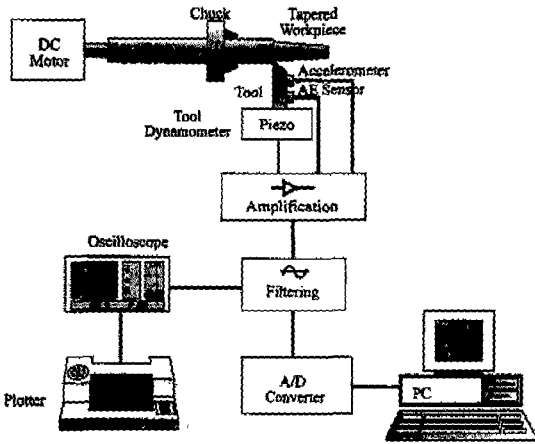 Chuck
Tapered
Workpiece
DC
Motor
Accelerometer
Tool
AE Sensor
Tool
Dynamometer
Piezo
Amplification
Oscilloscope
Filtering
A/D
Converter
PC
Plotter